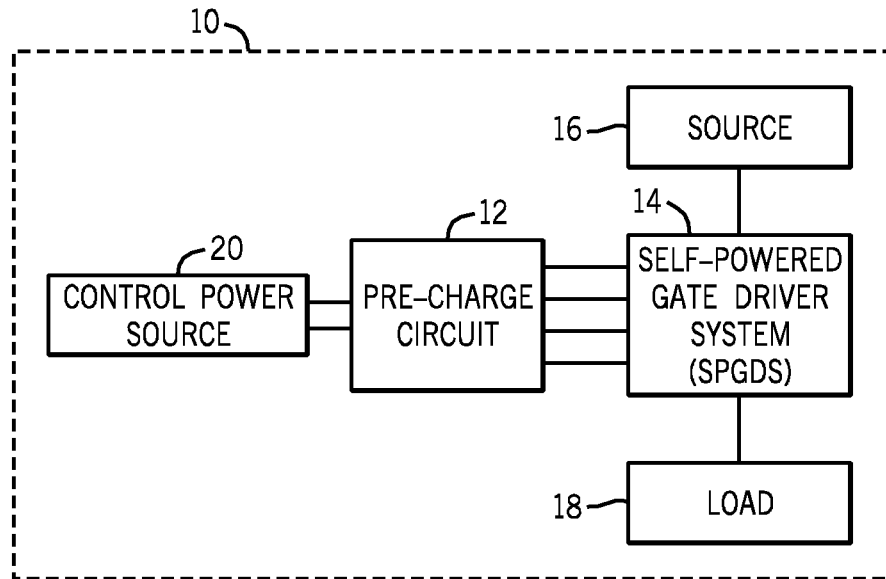 10
16
SOURCE
12
14
20
CONTROL POWER
SOURCE
PRE-CHARGE
CIRCUIT
SELF-POWERED
GATE DRIVER
SYSTEM
(SPGDS)
18
LOAD